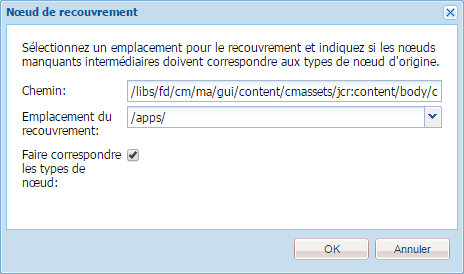 Nœud de recouvrement
Sélectionnez un emplacement pour le recouvrement et indiquez si les nœuds
manquants intermédiaires doivent correspondre aux types de nœud d'origine.
Chemin:
/libs/fd/cm/ma/gui/content/cmassets/jcr:content/body/c
Emplacement du
recouvrement:
/apps/
Faire correspondre
les types de
nœud:
OK
Annuler